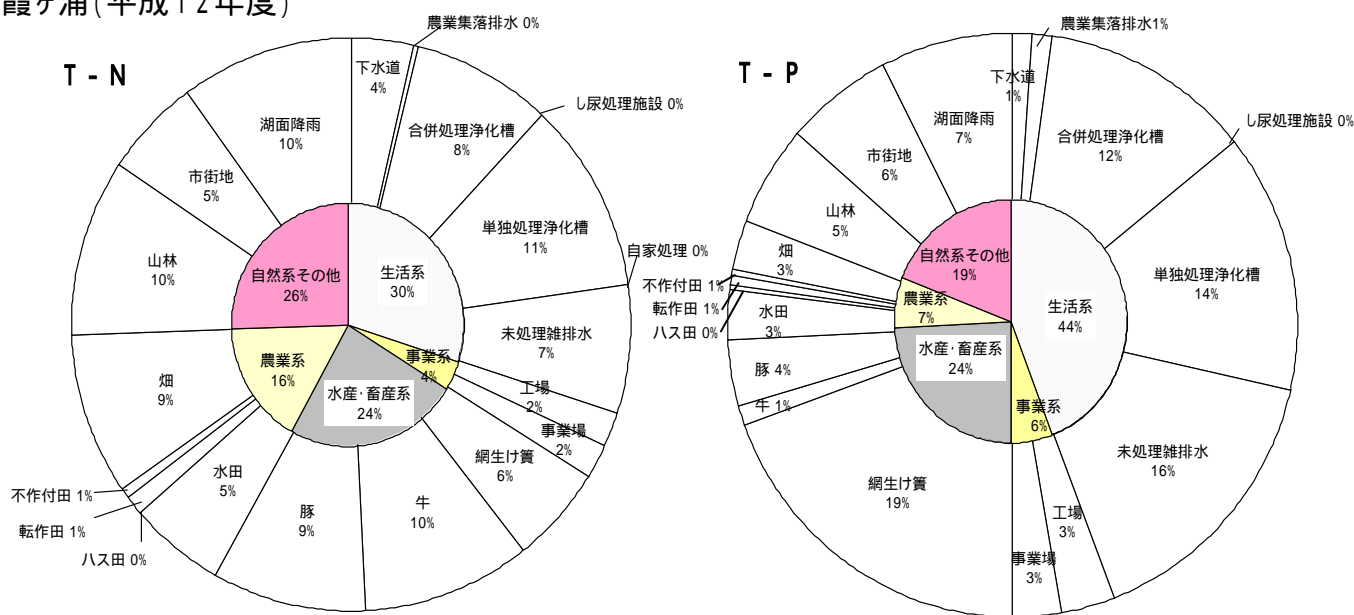 霞ヶ浦(平成12年度)
T - N
農業集落排水 0%
下水道
4%
合併処理浄化槽
8%
し尿処理施設 0%
単独処理浄化槽
11%
自家処理 0%
未処理雑排水
7%
工場
2%
事業場
2%
網生け簀
6%
牛
10%
豚
9%
水田
5%
ハス田 0%
転作田 1%
不作付田 1%
畑
9%
山林
10%
市街地
5%
湖面降雨
10%
自然系その他
26%
生活系
30%
事業系
4%
水産・畜産系
24%
農業系
16%
T - P
農業集落排水1%
下水道
1%
合併処理浄化槽
12%
し尿処理施設 0%
単独処理浄化槽
14%
未処理雑排水
16%
工場
3%
事業場
3%
網生け簀
19%
牛 1%
豚 4%
水田
3%
ハス田 0%
転作田 1%
不作付田 1%
畑
3%
山林
5%
市街地
6%
湖面降雨
7%
自然系その他
19%
生活系
44%
事業系
6%
水産・畜産系
24%
農業系
7%